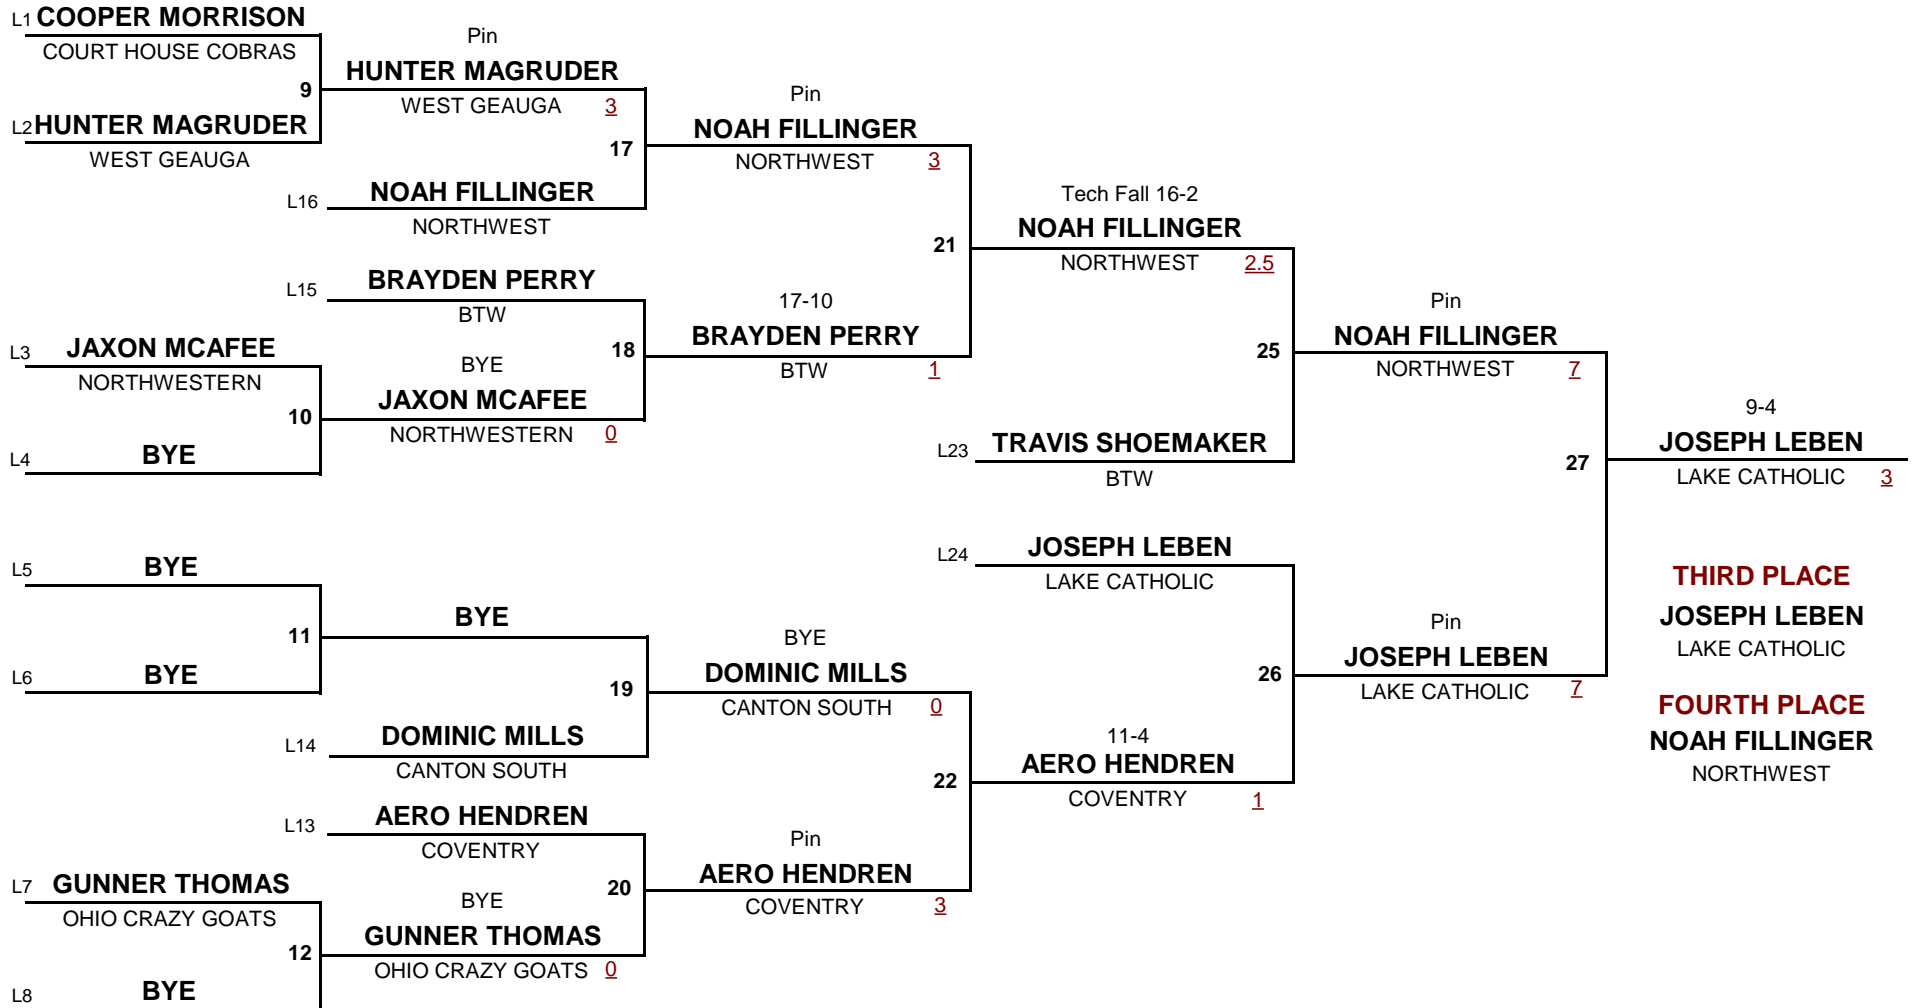 L1 COOPER MORRISON
COURT HOUSE COBRAS
9
L2 HUNTER MAGRUDER
WEST GEAUGA
Pin
HUNTER MAGRUDER
WEST GEAUGA 3
17
L16 NOAH FILLINGER
NORTHWEST
Pin
NOAH FILLINGER
NORTHWEST 3
21
L15 BRAYDEN PERRY
BTW
L3 JAXON MCAFEE
NORTHWESTERN
10
L4 BYE
BYE
JAXON MCAFEE
NORTHWESTERN 0
18
17-10
BRAYDEN PERRY
BTW 1
Tech Fall 16-2
NOAH FILLINGER
NORTHWEST 2.5
25
L23 TRAVIS SHOEMAKER
BTW
Pin
NOAH FILLINGER
NORTHWEST 7
27
9-4
JOSEPH LEBEN
LAKE CATHOLIC 3
L5 BYE
11
L6 BYE
BYE
19
L14 DOMINIC MILLS
CANTON SOUTH
BYE
DOMINIC MILLS
CANTON SOUTH 0
22
L13 AERO HENDREN
COVENTRY
L7 GUNNER THOMAS
OHIO CRAZY GOATS
12
L8 BYE
BYE
GUNNER THOMAS
OHIO CRAZY GOATS 0
20
Pin
AERO HENDREN
COVENTRY 3
L24 JOSEPH LEBEN
LAKE CATHOLIC
26
11-4
AERO HENDREN
COVENTRY 1
Pin
JOSEPH LEBEN
LAKE CATHOLIC 7
THIRD PLACE
JOSEPH LEBEN
LAKE CATHOLIC
FOURTH PLACE
NOAH FILLINGER
NORTHWEST